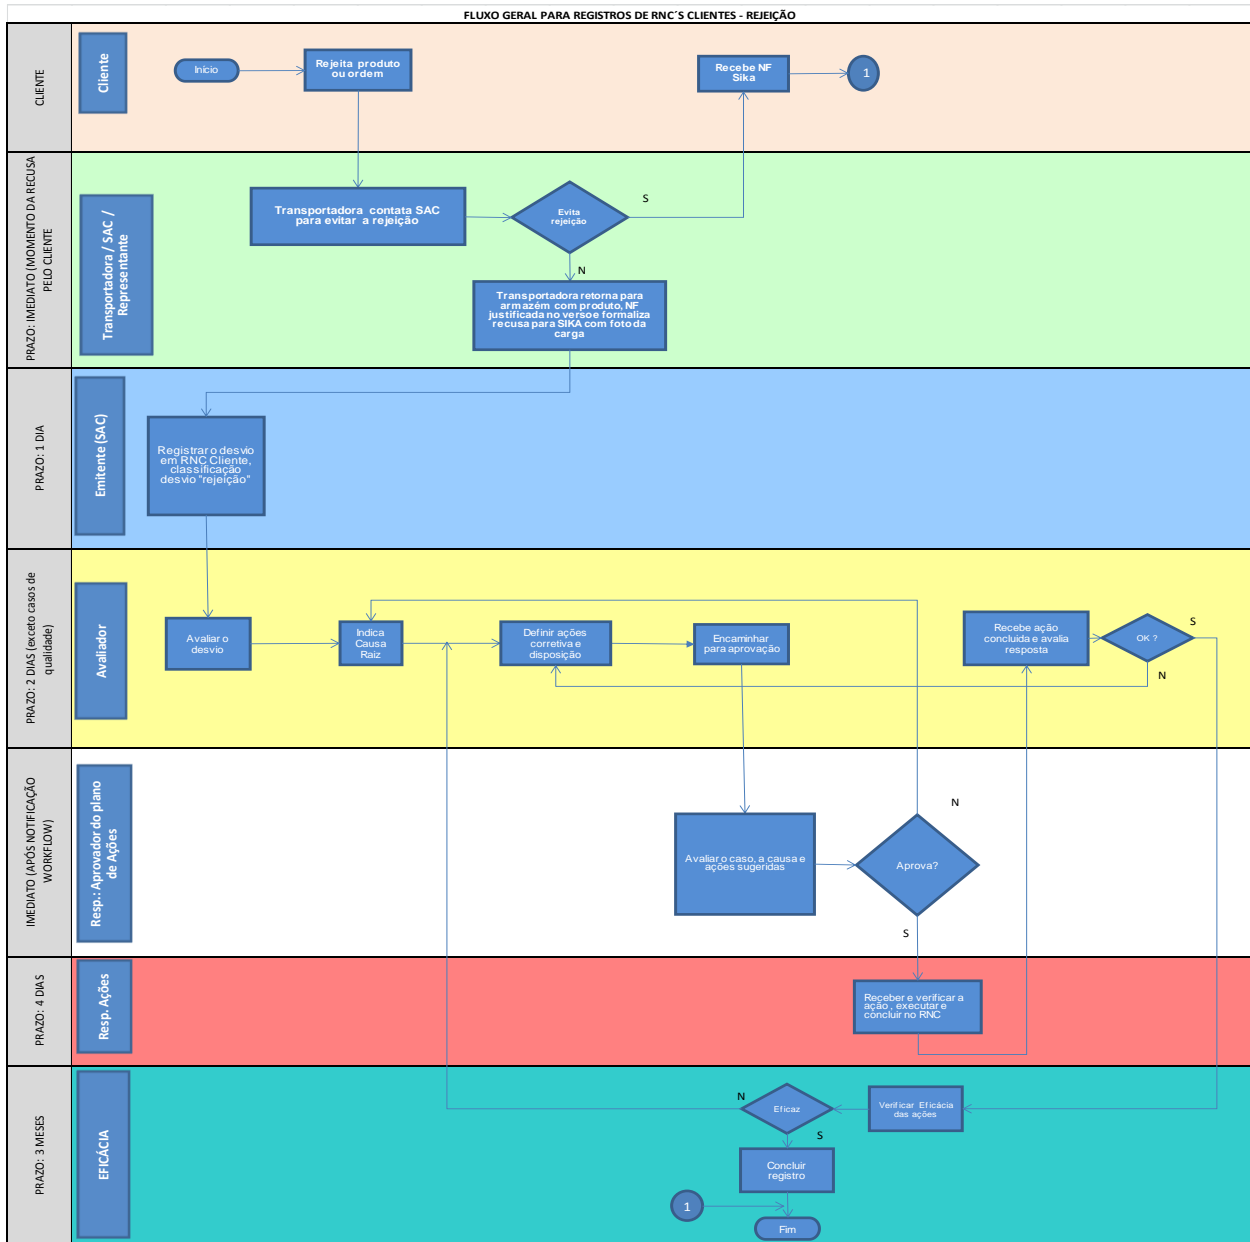 FLUXO GERAL PARA REGISTROS DE RNC´S CLIENTES - REJEIÇÃO
CLIENTE
Cliente
Início
Rejeita produto
ou ordem
Recebe NF
Sika
1
PRAZO: IMEDIATO (MOMENTO DA RECUSA
PELO CLIENTE
Transportadora / SAC /
Representante
Transportadora contata SAC
para evitar a rejeição
Evita
rejeição
S
N
Transportadora retorna para
armazém com produto, NF
justificada no verso e formaliza
recusa para SIKA com foto da
carga
PRAZO: 1 DIA
Emitente (SAC)
Registrar o desvio
em RNC Cliente,
classificação
desvio "rejeição"
PRAZO: 2 DIAS (exceto casos de
qualidade)
Avaliador
Avaliar o
desvio
Indica
Causa
Raiz
Definir ações
corretiva e
disposição
Encaminhar
para aprovação
Recebe ação
concluida e avalia
resposta
OK ?
S
N
IMEDIATO (APÓS NOTIFICAÇÃO
WORKFLOW)
Resp.: Aprovador do plano
de Ações
Avaliar o caso, a causa e
ações sugeridas
Aprova?
N
S
PRAZO: 4 DIAS
Resp. Ações
Receber e verificar a
ação , executar e
concluir no RNC
PRAZO: 3 MESES
EFICÁCIA
N
Eficaz
Verificar Eficácia
das ações
S
Concluir
registro
1
Fim